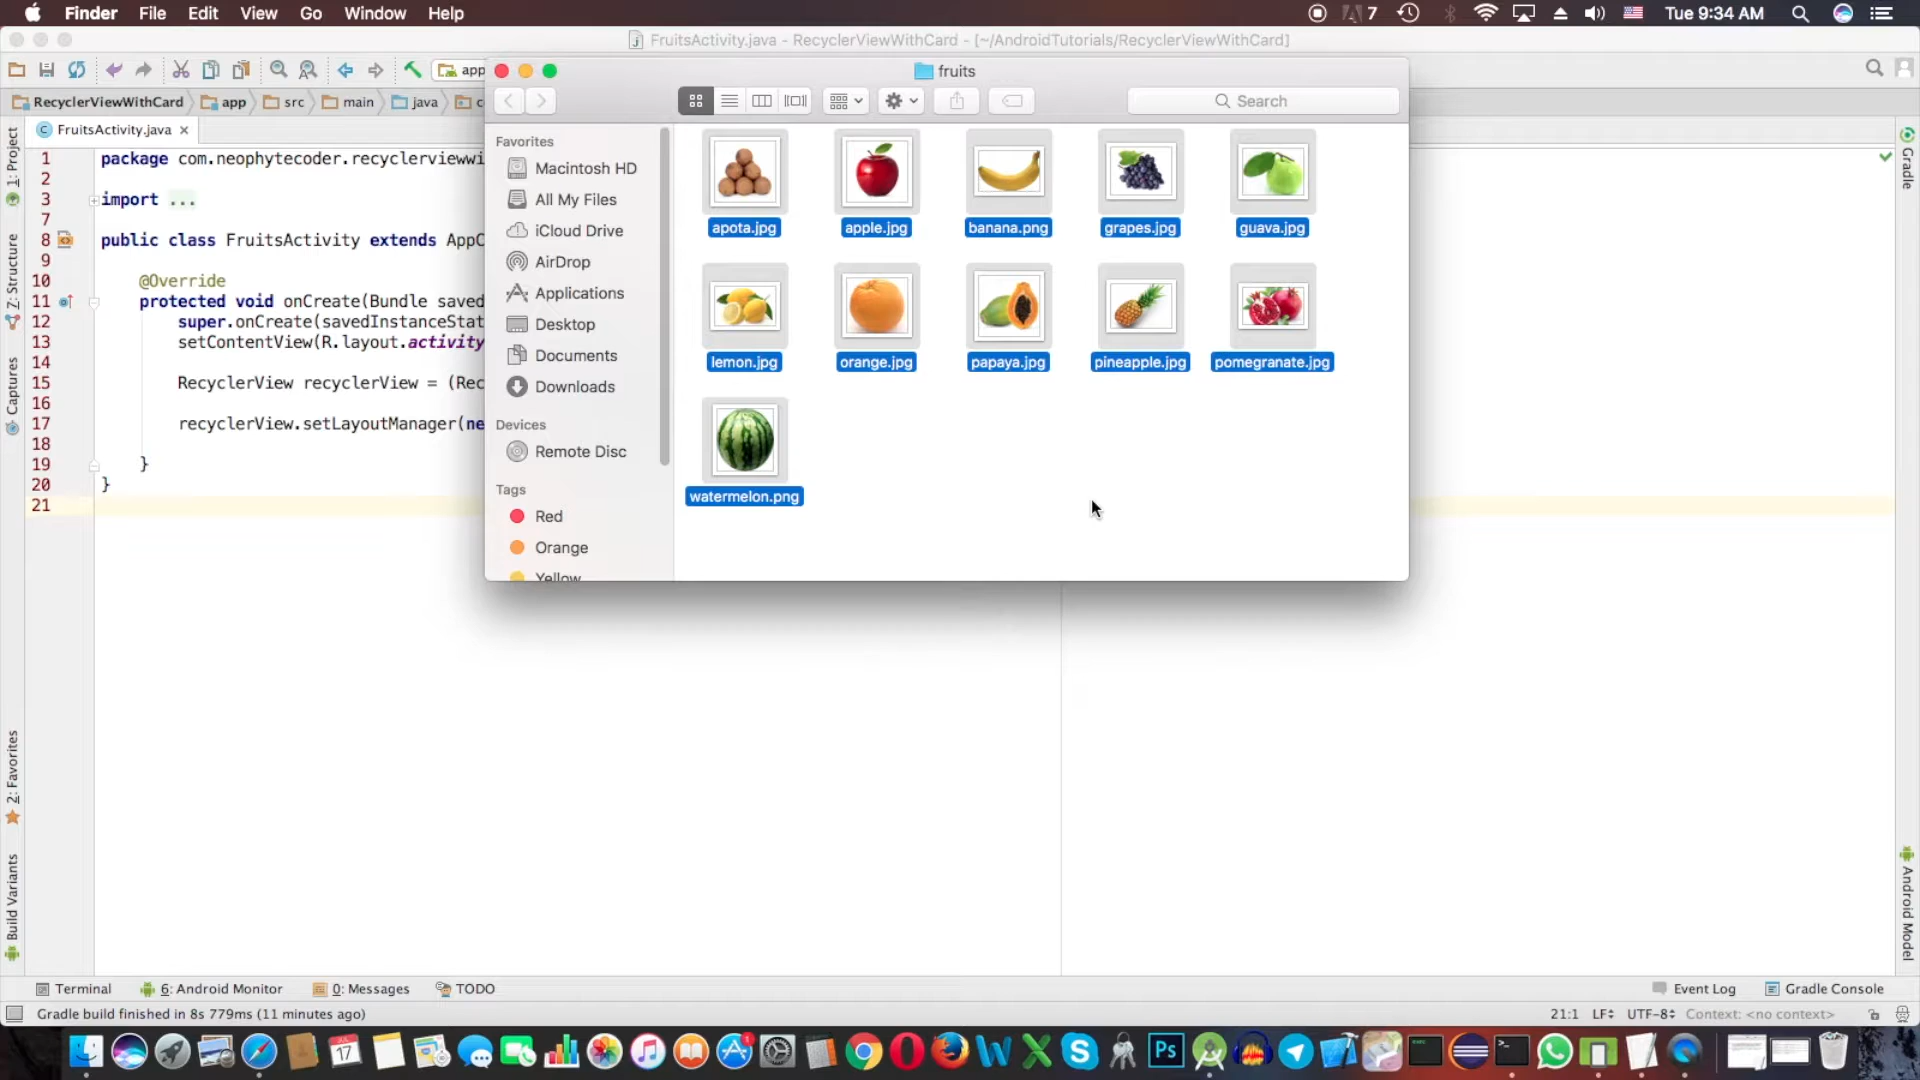 Finder File Edit View Go Window Help
7 Tue 9:34 AM
FruitsActivity.java - RecyclerViewWithCard - [~/AndroidTutorials/RecyclerViewWithCard]
app
fruits
Search
RecyclerViewWithCard app src main java c
FruitsActivity.java
1 package com.neophytecoder.recyclerviewwi
2
3 import ...
7
8 public class FruitsActivity extends AppC
9
10 @Override
11 protected void onCreate(Bundle saved
12 super.onCreate(savedInstanceStat
13 setContentView(R.layout.activity
14
15 RecyclerView recyclerView = (Rec
16
17 recyclerView.setLayoutManager(ne
18
19 }
20 }
21
1: Project
Z: Structure
Captures
2: Favorites
Build Variants
Favorites
Macintosh HD
All My Files
iCloud Drive
AirDrop
Applications
Desktop
Documents
Downloads
Devices
Remote Disc
Tags
Red
Orange
Yellow
apota.jpg apple.jpg banana.png grapes.jpg guava.jpg
lemon.jpg orange.jpg papaya.jpg pineapple.jpg pomegranate.jpg
watermelon.png
Gradle
Android Model
Terminal 6: Android Monitor 0: Messages TODO Event Log Gradle Console
Gradle build finished in 8s 779ms (11 minutes ago) 21:1 LF UTF-8 Context: <no context>
17
Ps